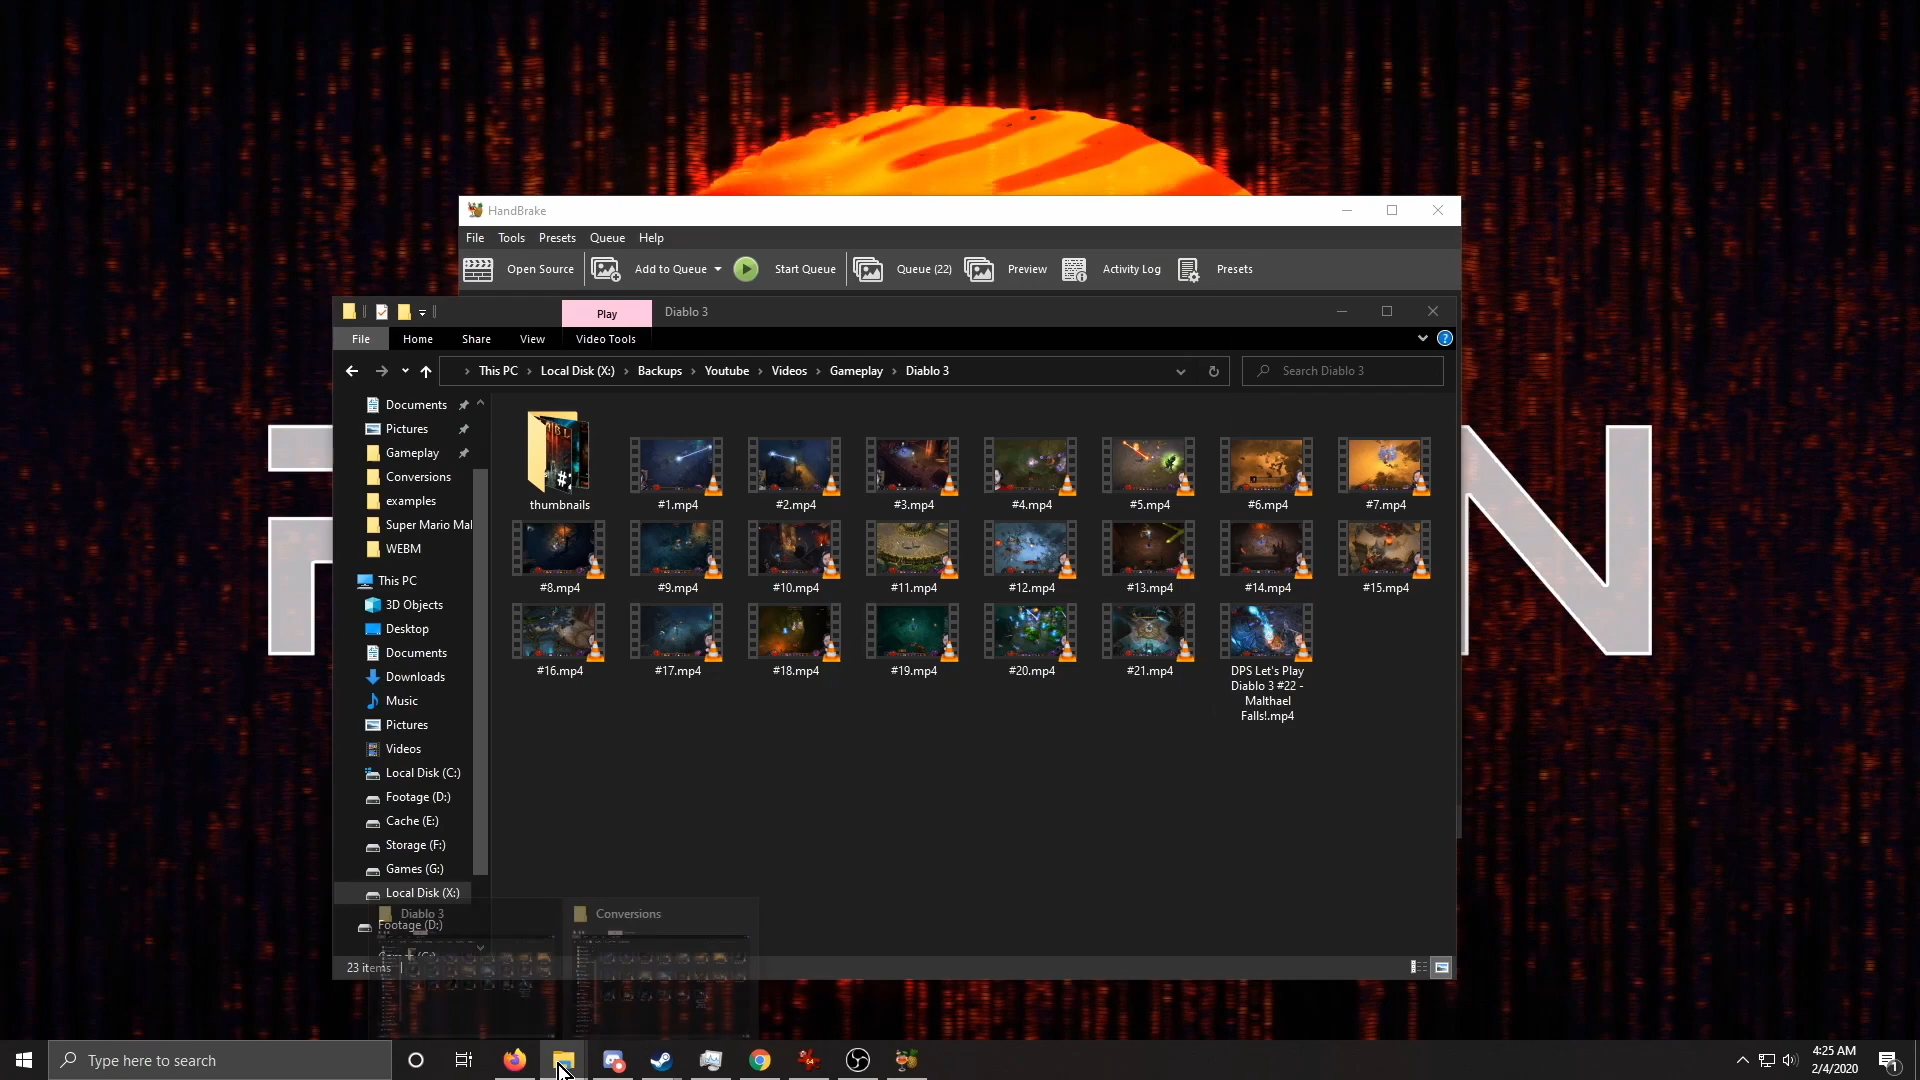 HandBrake
File Tools Presets Queue Help
Open Source Add to Queue Start Queue Queue (22) Preview Activity Log Presets
Play Diablo 3
File Home Share View Video Tools
This PC Local Disk (X:) Backups Youtube Videos Gameplay Diablo 3 Search Diablo 3
Documents
Pictures
Gameplay
Conversions
examples
Super Mario Mal
WEBM
This PC
3D Objects
Desktop
Documents
Downloads
Music
Pictures
Videos
Local Disk (C:)
Footage (D:)
Cache (E:)
Storage (F:)
Games (G:)
Local Disk (X:)
Footage (D:)
thumbnails #1.mp4 #2.mp4 #3.mp4 #4.mp4 #5.mp4 #6.mp4 #7.mp4
#8.mp4 #9.mp4 #10.mp4 #11.mp4 #12.mp4 #13.mp4 #14.mp4 #15.mp4
#16.mp4 #17.mp4 #18.mp4 #19.mp4 #20.mp4 #21.mp4 DPS Let's Play
Diablo 3 #22 -
Malthael
Falls!.mp4
Diablo 3 Conversions
23 items
N
Type here to search
4:25 AM
2/4/2020
1